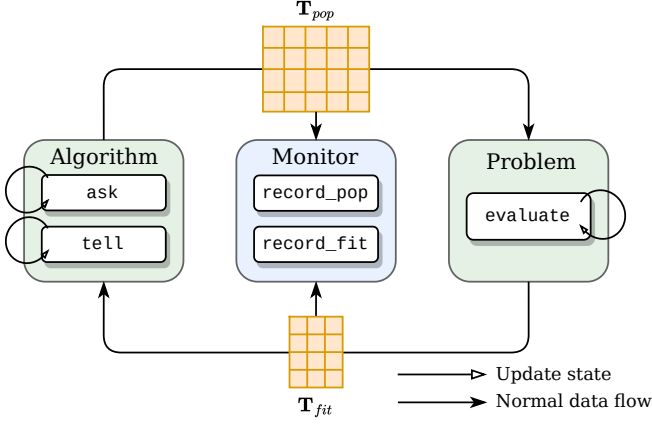 T_pop
Algorithm
Monitor
Problem
ask
record_pop
evaluate
tell
record_fit
T_fit
Update state
Normal data flow